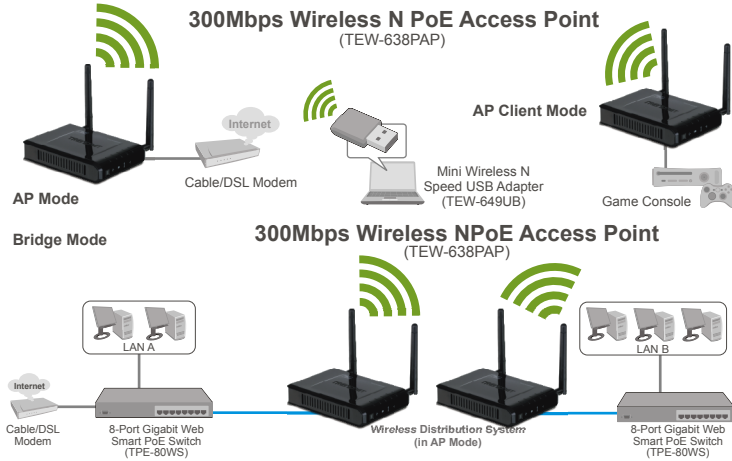 300Mbps Wireless N PoE Access Point
(TEW-638PAP)
Internet
AP Client Mode
Cable/DSL Modem
Mini Wireless N
Speed USB Adapter
(TEW-649UB)
AP Mode
Game Console
Bridge Mode
300Mbps Wireless NPoE Access Point
(TEW-638PAP)
LAN A
LAN B
Internet
Cable/DSL
Modem
8-Port Gigabit Web
Smart PoE Switch
(TPE-80WS)
Wireless Distribution System
(in AP Mode)
8-Port Gigabit Web
Smart PoE Switch
(TPE-80WS)